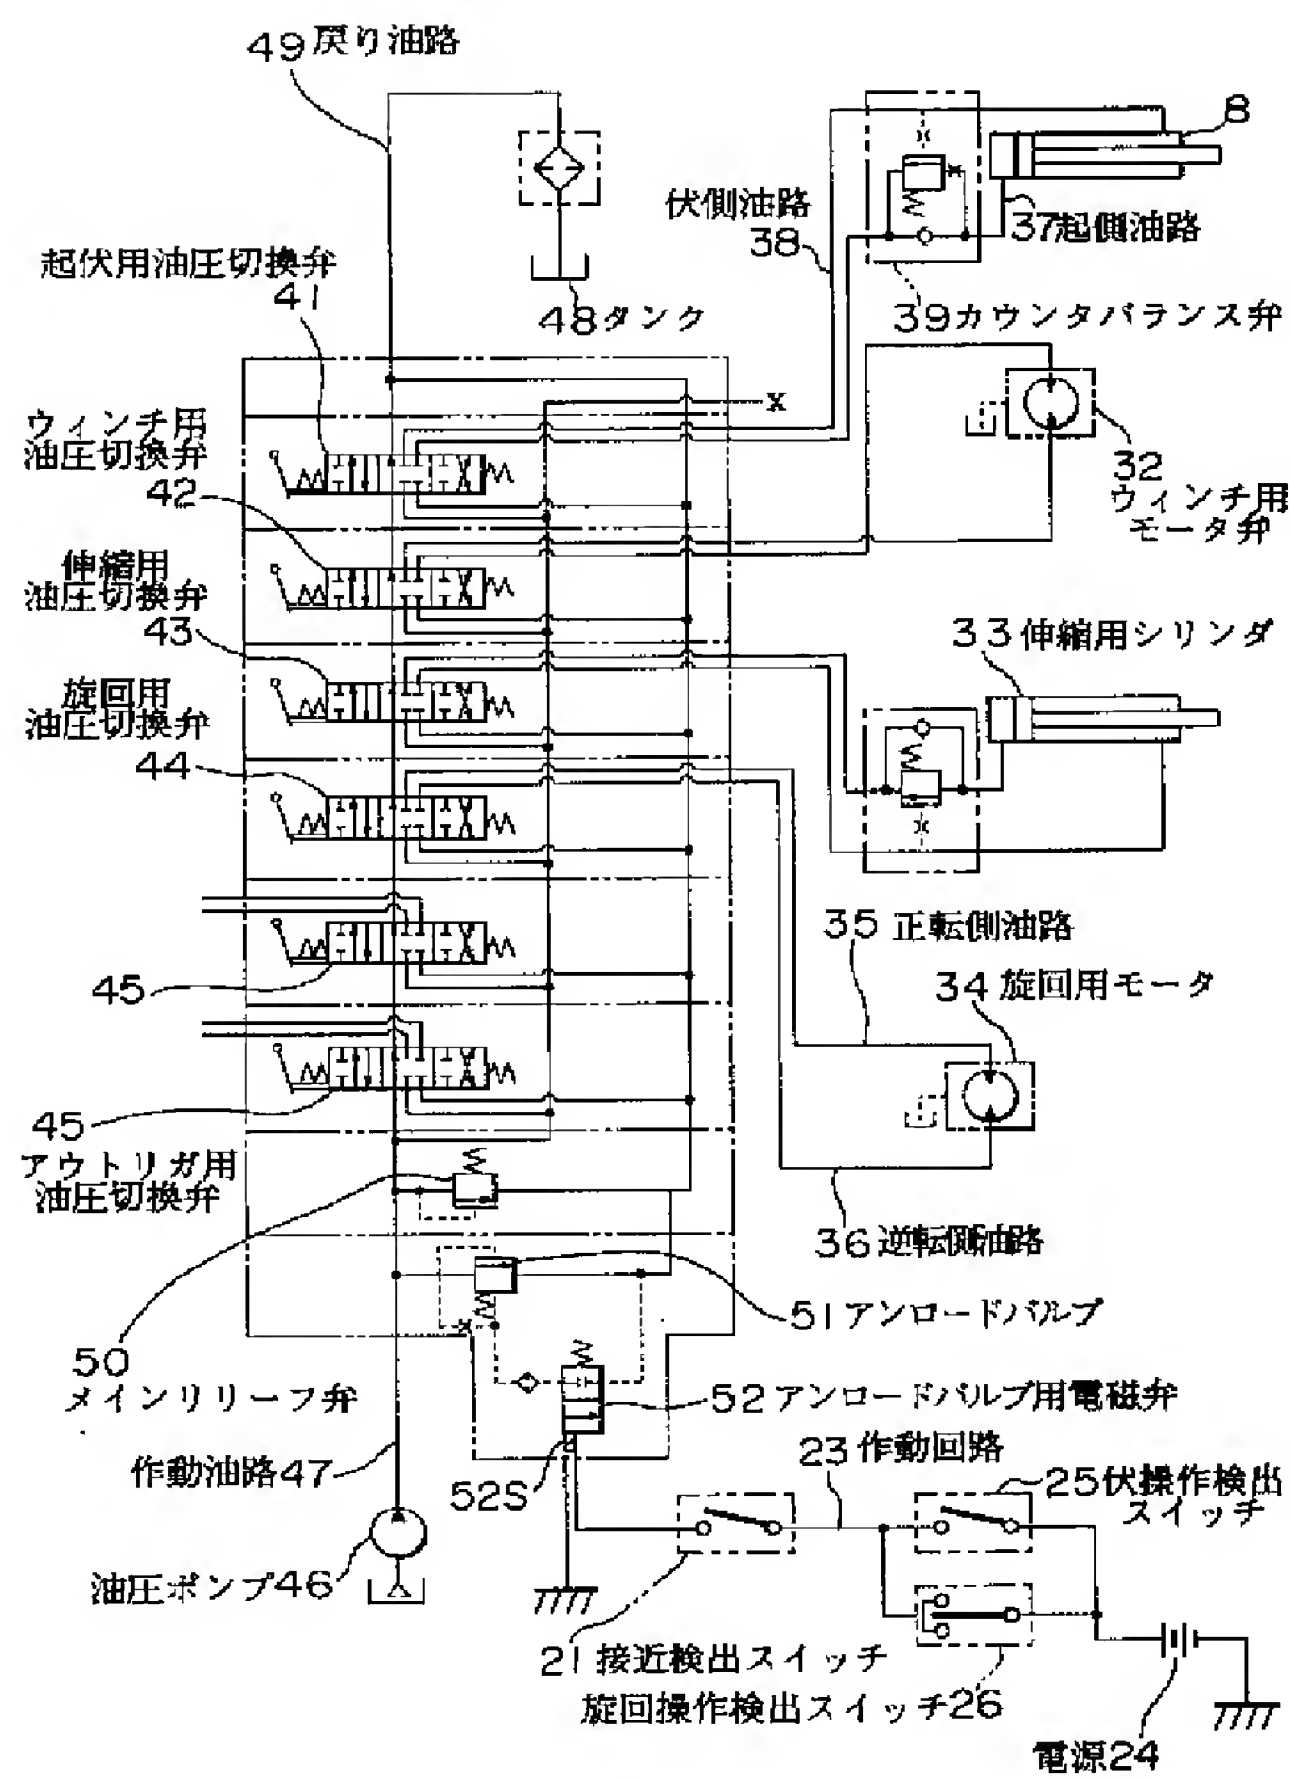 49戻り油路
8
伏側油路
38
37起側油路
起伏用油圧切換弁
41
48タンク
39カウンタバランス弁
x
ウィンチ用
油圧切換弁
42
32
ウィンチ用
モータ弁
伸縮用
油圧切換弁
43
33伸縮用シリンダ
旋回用
油圧切換弁
44
35 正転側油路
34 旋回用モータ
45
45
アウトリガ用
油圧切換弁
36逆転側油路
51アンロードバルブ
50
メインリリーフ弁
52アンロードバルブ用電磁弁
作動油路47
52S
23作動回路
25伏操作検出
スイッチ
油圧ポンプ46
21接近検出スイッチ
旋回操作検出スイッチ26
電源24